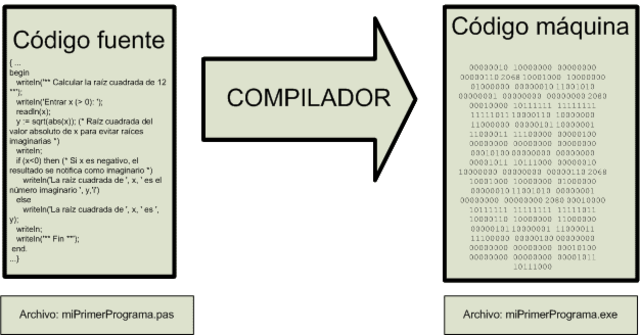 Código fuente
{ ...
begin
writeln('** Calcular la raíz cuadrada de 12
**');
writeln('Entrar x (> 0): ');
readln(x);
y := sqrt(abs(x)); (* Raíz cuadrada del
valor absoluto de x para evitar raíces
imaginarias *)
writeln;
if (x<0) then (* Si x es negativo, el
resultado se notifica como imaginario *)
writeln('La raíz cuadrada de ', x, ' es el
número imaginario ', y,'i')
else
writeln('La raíz cuadrada de ', x, ' es ',
y);
writeln;
writeln('** Fin **');
end.
...}
COMPILADOR
Código máquina
00000010 10000000 00000000
00000110 2068 10001000 10000000
01000000 00000010 11001010
00000001 00000000 00000000 2060
00010000 10111111 11111111
11111011 10000110 10000000
11000000 00000101 10000001
11000011 11100000 00000100
00000000 00000000 00000000
00010100 00000000 00000000
00001011 10111000 00000010
10000000 00000000 00000110 2068
10001000 10000000 01000000
00000010 11001010 00000001
00000000 00000000 2060 00010000
10111111 11111111 11111011
10000110 10000000 11000000
00000101 10000001 11000011
11100000 00000100 00000000
00000000 00000000 00010100
00000000 00000000 00001011
10111000
Archivo: miPrimerPrograma.pas
Archivo: miPrimerPrograma.exe